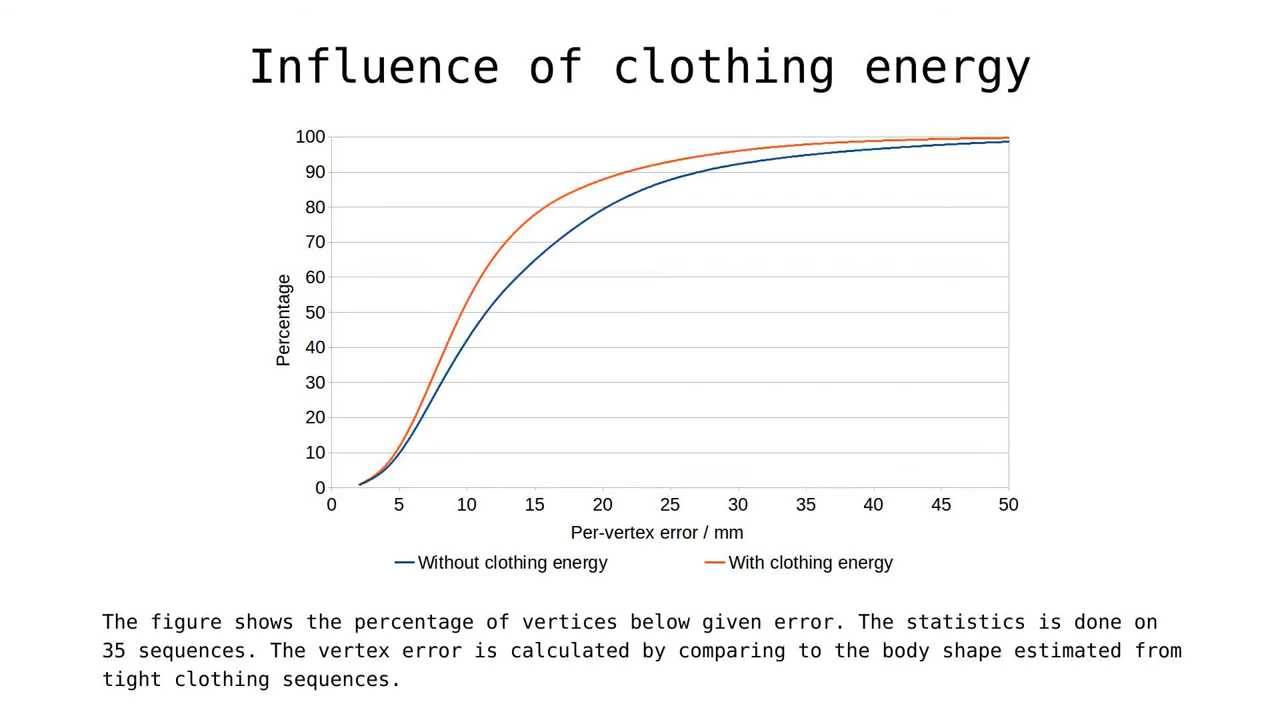 Influence of clothing energy
100
90
80
70
60
50
40
30
20
10
0
Percentage
0 5 10 15 20 25 30 35 40 45 50
Per-vertex error / mm
Without clothing energy With clothing energy
The figure shows the percentage of vertices below given error. The statistics is done on
35 sequences. The vertex error is calculated by comparing to the body shape estimated from
tight clothing sequences.